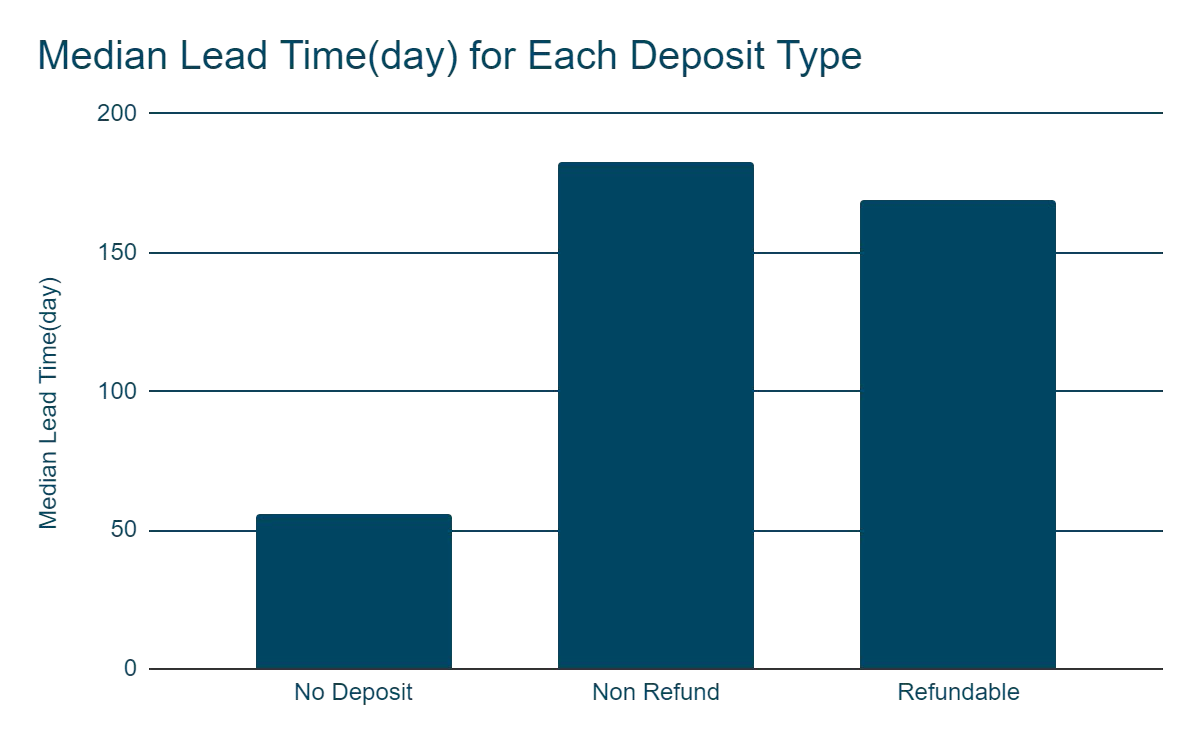 Median Lead Time(day) for Each Deposit Type
200
150
100
50
0
Median Lead Time(day)
No Deposit
Non Refund
Refundable